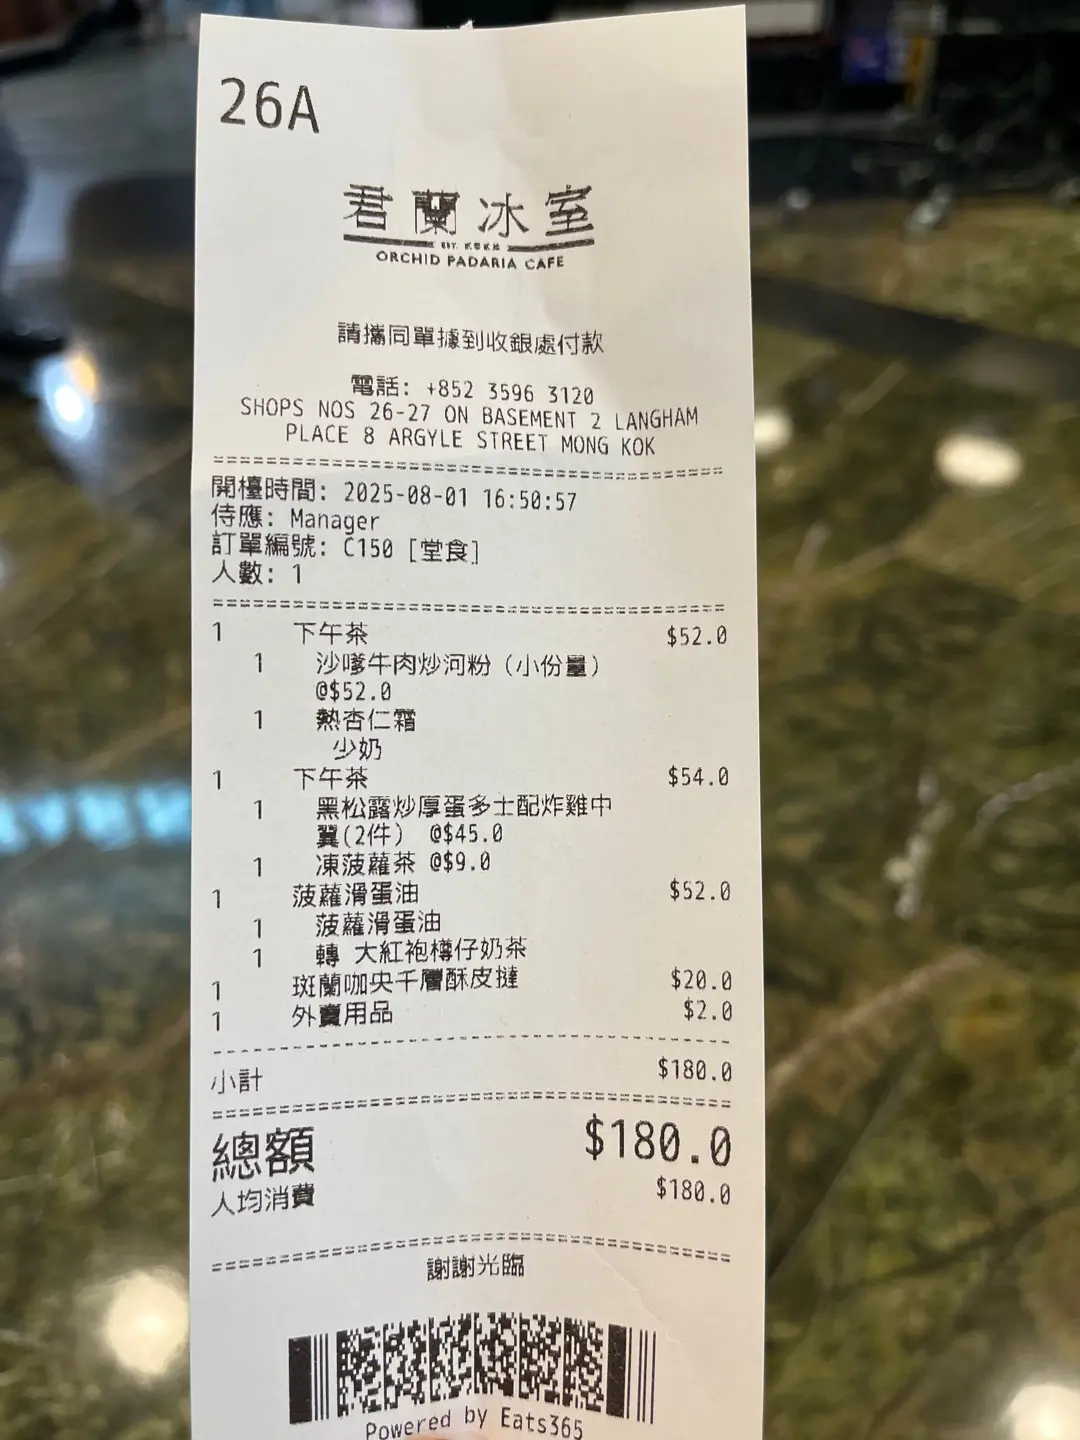 26A
君蘭冰室
EST. 貳零貳拾
ORCHID PADARIA CAFE
請攜同單據到收銀處付款
電話: +852 3596 3120
SHOPS NOS 26-27 ON BASEMENT 2 LANGHAM
PLACE 8 ARGYLE STREET MONG KOK
開檯時間: 2025-08-01 16:50:57
侍應: Manager
訂單編號: C150 [堂食]
人數: 1
1 下午茶 $52.0
1 沙嗲牛肉炒河粉（小份量）
@$52.0
1 熱杏仁霜
少奶
1 下午茶 $54.0
1 黑松露炒厚蛋多士配炸雞中
翼(2件） @$45.0
1 凍菠蘿茶 @$9.0
1 菠蘿滑蛋油 $52.0
1 菠蘿滑蛋油
1 轉 大紅袍樽仔奶茶
1 斑蘭咖央千層酥皮撻 $20.0
1 外賣用品 $2.0
小計 $180.0
總額 $180.0
人均消費 $180.0
謝謝光臨
Powered by Eats365